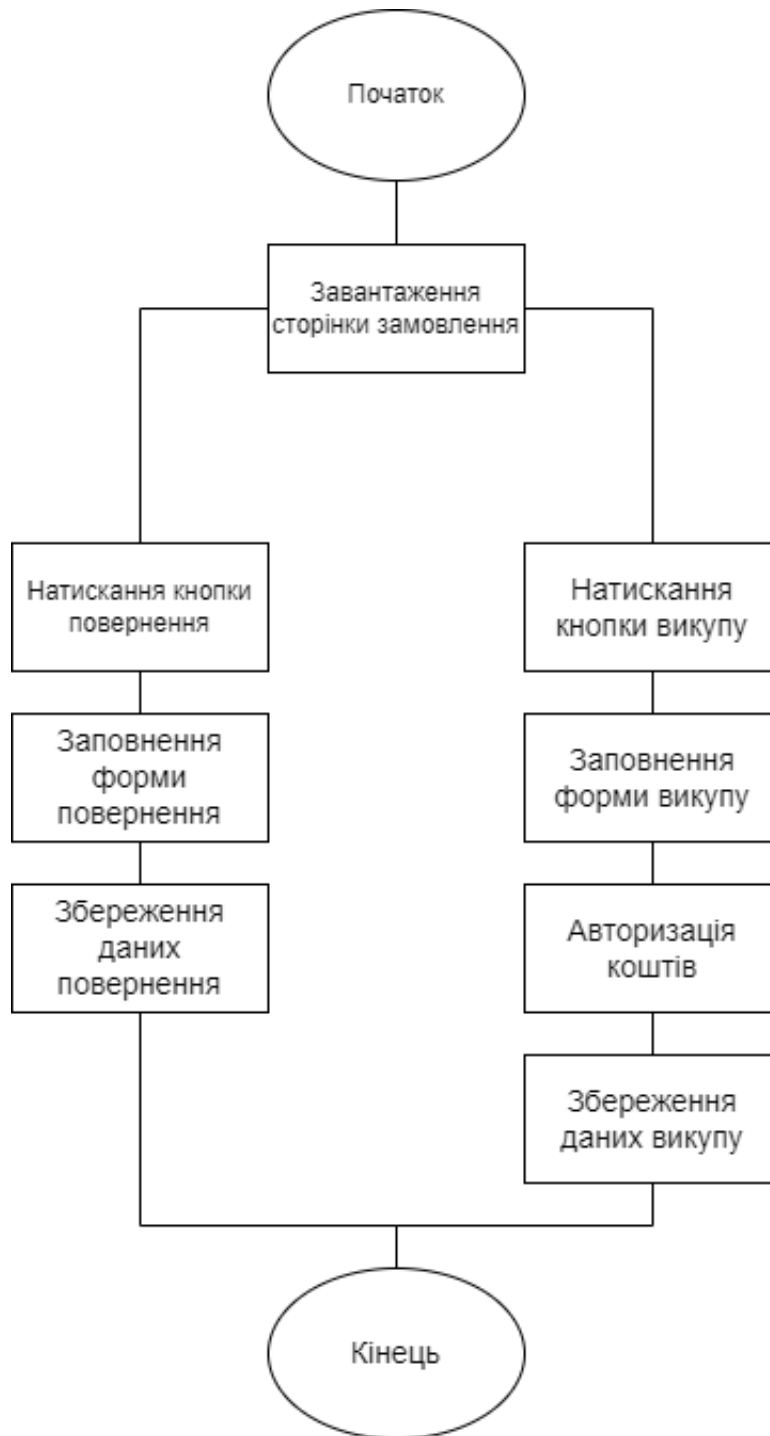 Початок
Завантаження
сторінки замовлення
Натискання кнопки
повернення
Заповнення
форми
повернення
Збереження
даних
повернення
Натискання
кнопки викупу
Заповнення
форми викупу
Авторизація
коштів
Збереження
даних викупу
Кінець